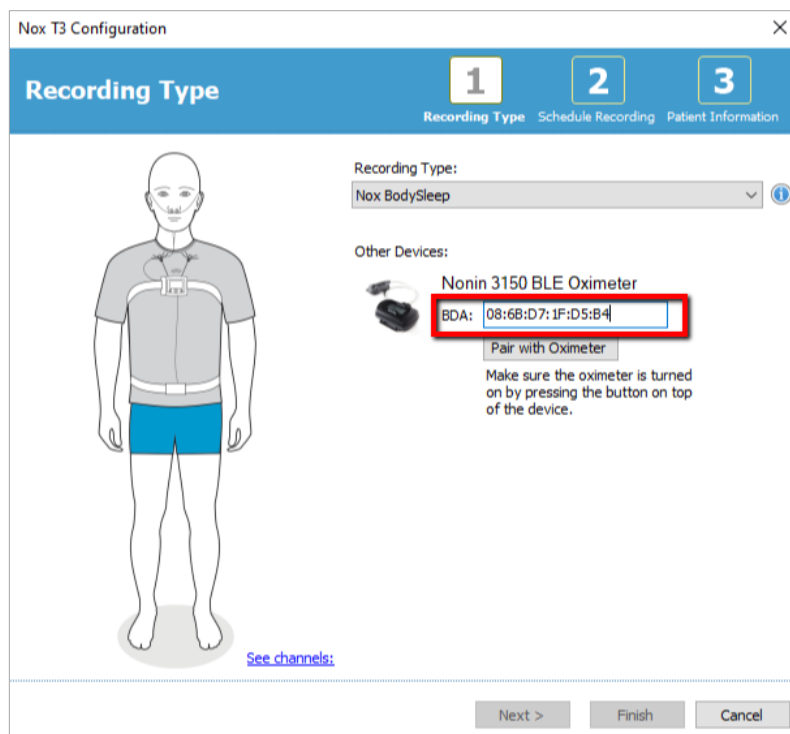 Nox T3 Configuration
Recording Type
1
Recording Type
2
Schedule Recording
3
Patient Information
Recording Type:
Nox BodySleep
Other Devices:
Nonin 3150 BLE Oximeter
BDA: 08:6B:D7:1F:D5:B4
Pair with Oximeter
Make sure the oximeter is turned
on by pressing the button on top
of the device.
See channels:
Next >
Finish
Cancel